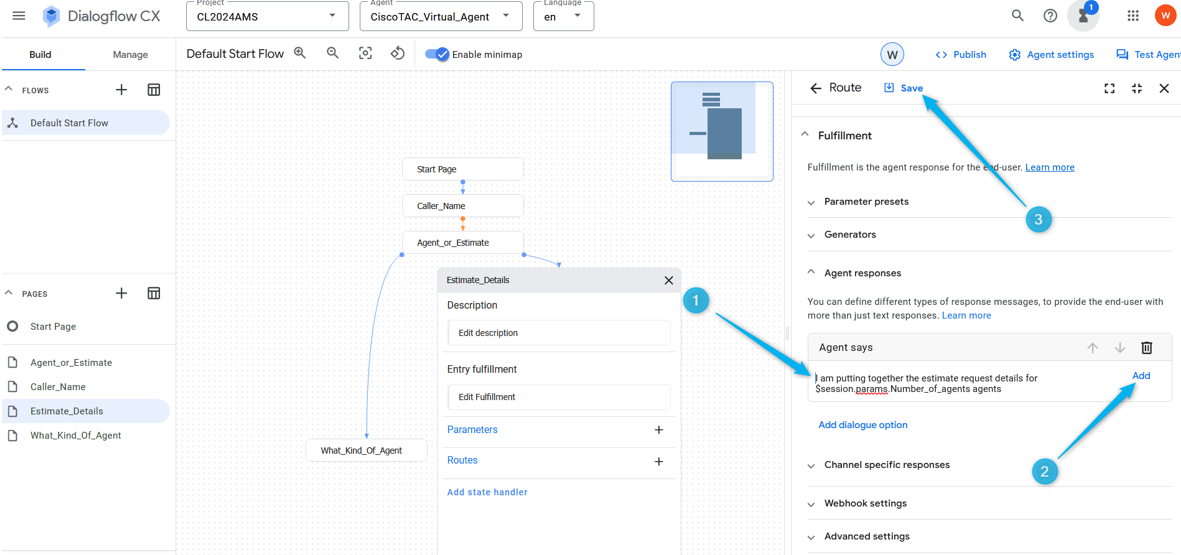 Dialogflow CX
Project
CL2024AMS
Agent
CiscoTAC_Virtual_Agent
Language
en
1
W
Build
Manage
Default Start Flow
Enable minimap
W
Publish
Agent settings
Test Agent
FLOWS
Default Start Flow
PAGES
Start Page
Agent_or_Estimate
Caller_Name
Estimate_Details
What_Kind_Of_Agent
Start Page
Caller_Name
Agent_or_Estimate
What_Kind_Of_Agent
Estimate_Details
Description
Edit description
Entry fulfillment
Edit Fulfillment
Parameters
Routes
Add state handler
Route
Save
Fulfillment
Fulfillment is the agent response for the end-user. Learn more
Parameter presets
Generators
Agent responses
You can define different types of response messages, to provide the end-user with
more than just text responses. Learn more
Agent says
I am putting together the estimate request details for
$session.params.Number_of_agents agents
Add
Add dialogue option
Channel specific responses
Webhook settings
Advanced settings
1
2
3